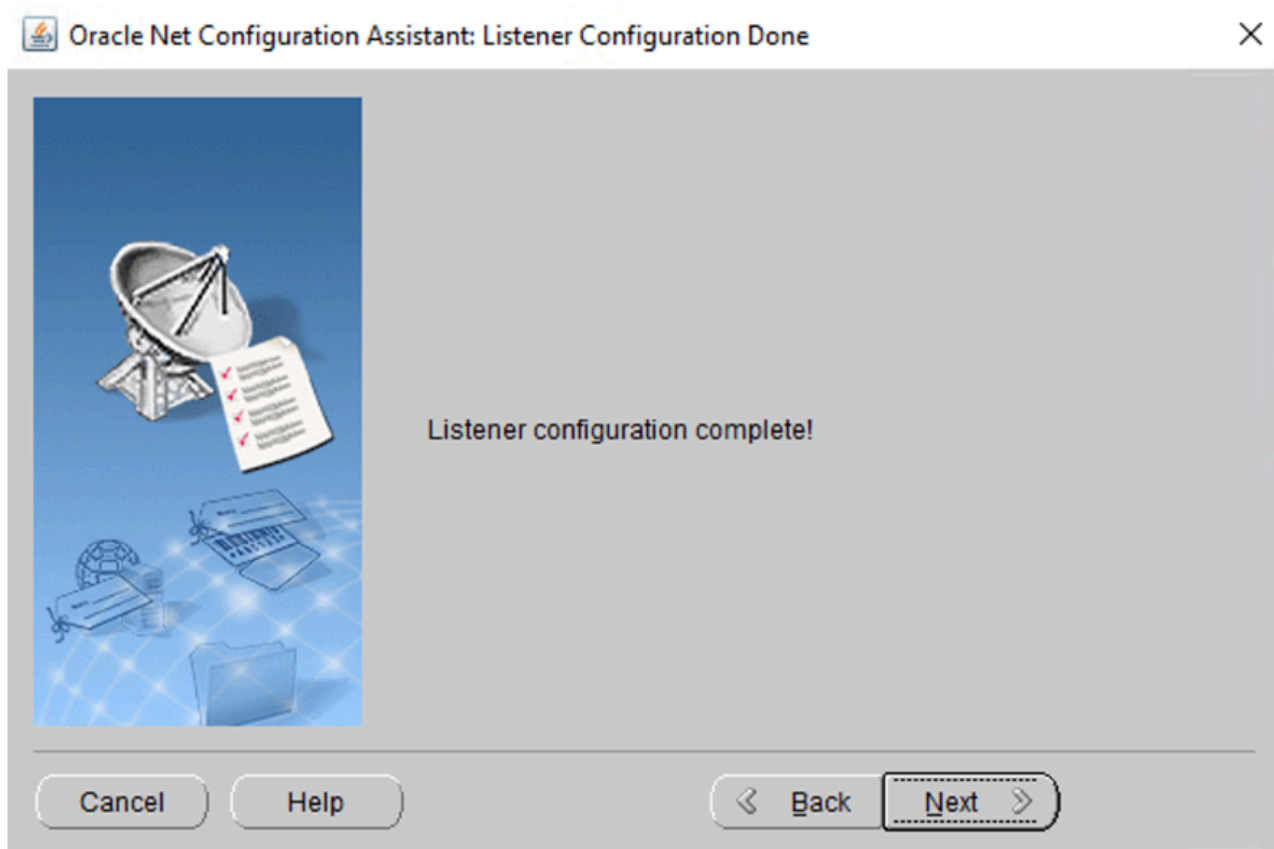 Oracle Net Configuration Assistant: Listener Configuration Done
Listener configuration complete!
Cancel
Help
Back
Next